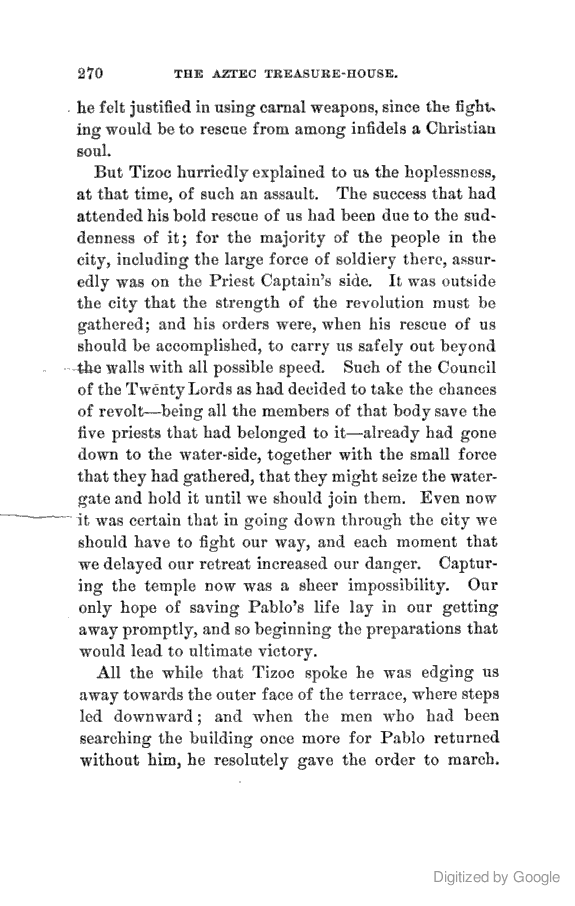 270 THE AZTEC TREASURE-HOUSE.
he felt justified in using carnal weapons, since the fight-
ing would be to rescue from among infidels a Christian
soul.
But Tizoc hurriedly explained to us the hoplessness,
at that time, of such an assault. The success that had
attended his bold rescue of us had been due to the sud-
denness of it; for the majority of the people in the
city, including the large force of soldiery there, assur-
edly was on the Priest Captain's side. It was outside
the city that the strength of the revolution must be
gathered; and his orders were, when his rescue of us
should be accomplished, to carry us safely out beyond
the walls with all possible speed. Such of the Council
of the Twenty Lords as had decided to take the chances
of revolt—being all the members of that body save the
five priests that had belonged to it—already had gone
down to the water-side, together with the small force
that they had gathered, that they might seize the water-
gate and hold it until we should join them. Even now
it was certain that in going down through the city we
should have to fight our way, and each moment that
we delayed our retreat increased our danger. Captur-
ing the temple now was a sheer impossibility. Our
only hope of saving Pablo's life lay in our getting
away promptly, and so beginning the preparations that
would lead to ultimate victory.
All the while that Tizoc spoke he was edging us
away towards the outer face of the terrace, where steps
led downward; and when the men who had been
searching the building once more for Pablo returned
without him, he resolutely gave the order to march.
Digitized by Google